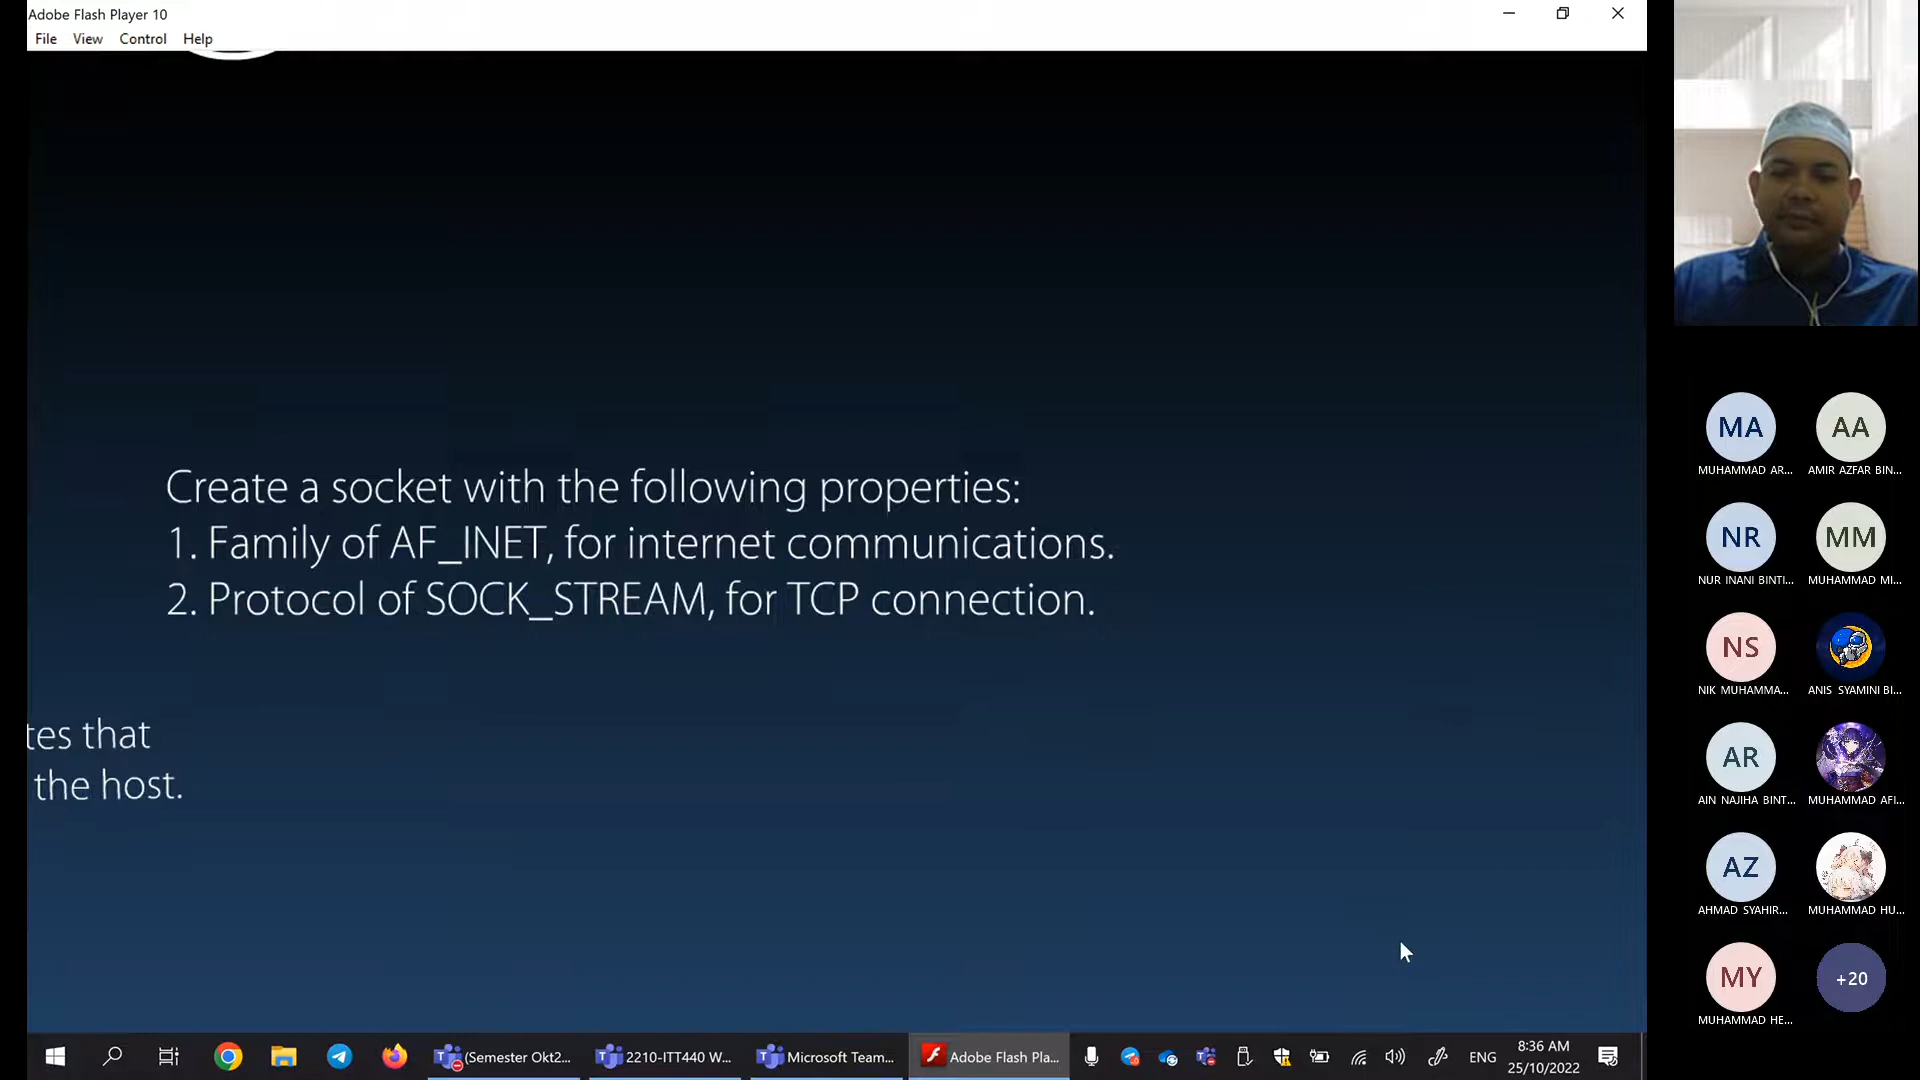 Adobe Flash Player 10
File View Control Help
Create a socket with the following properties:
1. Family of AF_INET, for internet communications.
2. Protocol of SOCK_STREAM, for TCP connection.
tes that
the host.
MA
AA
MUHAMMAD AR...
AMIR AZFAR BIN...
NR
MM
NUR INANI BINTI...
MUHAMMAD MI...
NS
NIK MUHAMMA...
ANIS SYAMINI BI...
AR
AIN NAJIHA BINT...
MUHAMMAD AFI...
AZ
AHMAD SYAHIR...
MUHAMMAD HU...
MY
+20
MUHAMMAD HE...
(Semester Okt2...
2210-ITT440 W...
Microsoft Team...
Adobe Flash Pla...
ENG
8:36 AM
25/10/2022